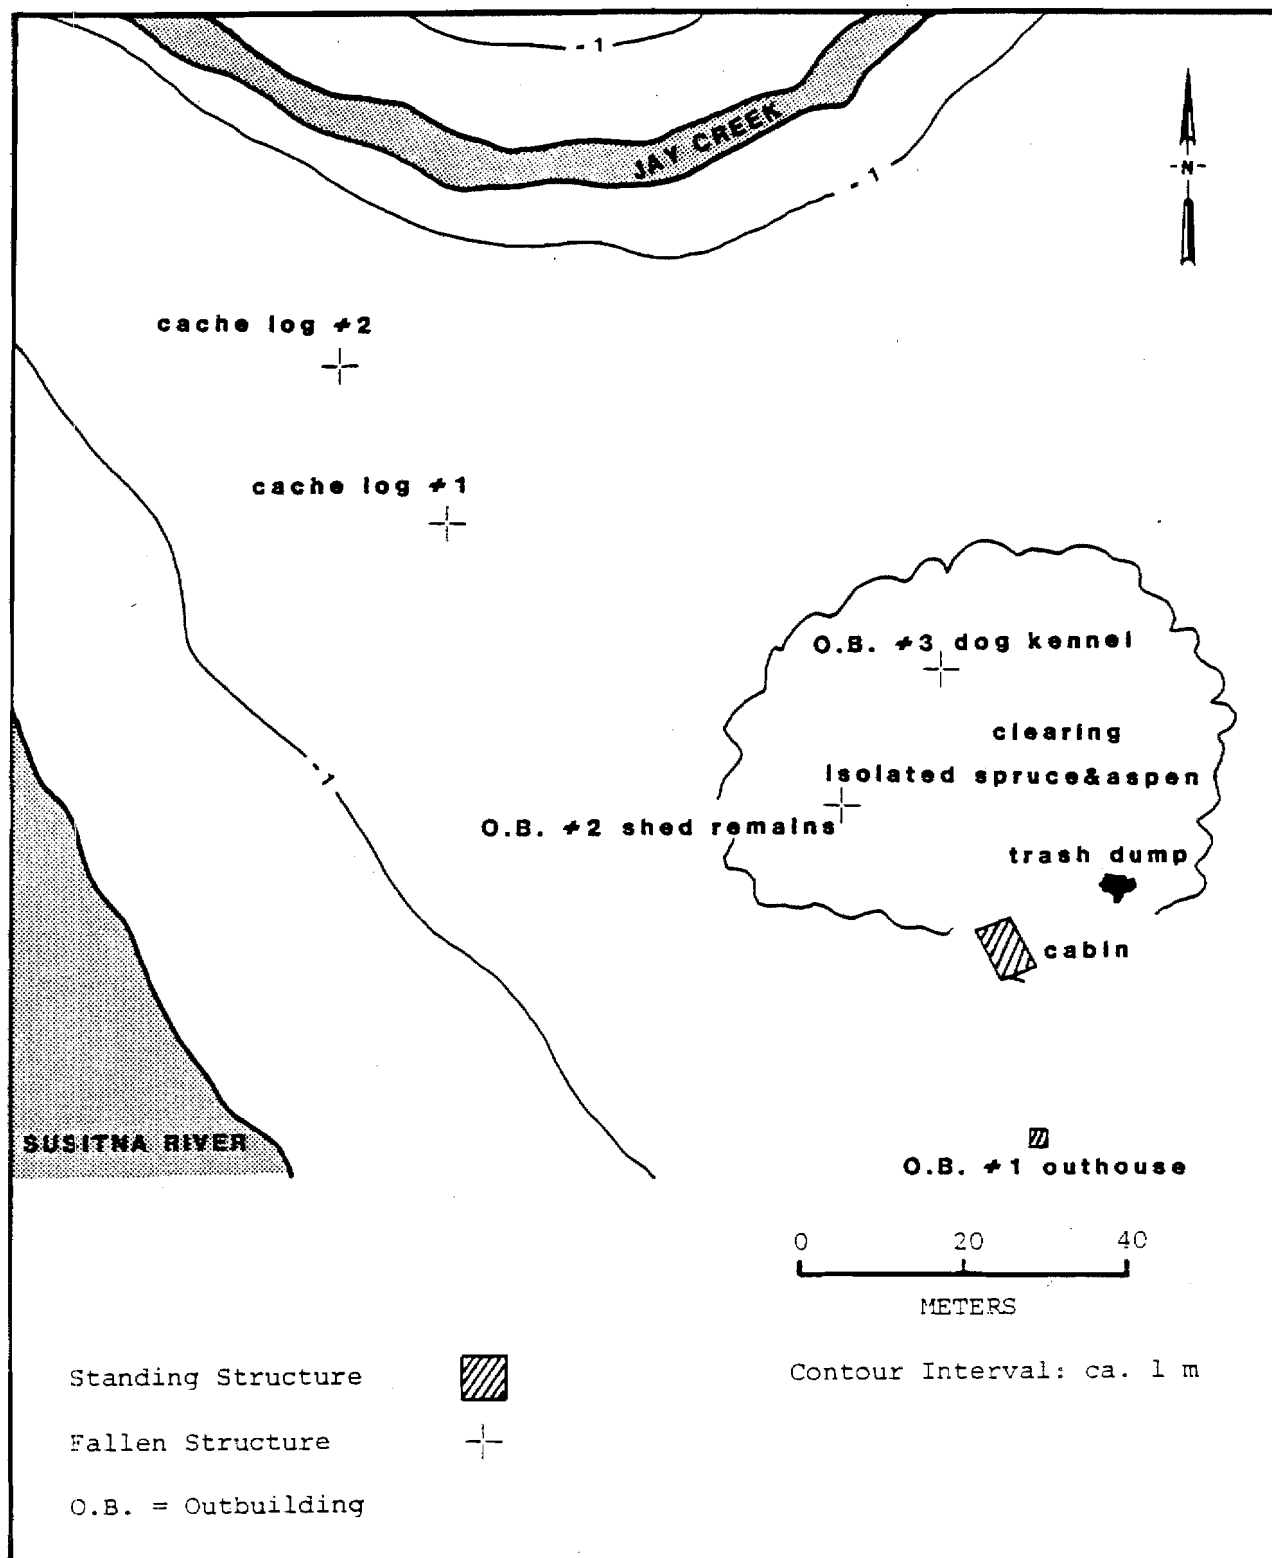 - 1
JAY CREEK
- N -
- 1
cache log #2
cache log #1
O.B. #3 dog kennel
clearing
isolated spruce&aspen
- 1
O.B. #2 shed remains
trash dump
cabin
SUSITNA RIVER
O.B. #1 outhouse
0 20 40
METERS
Contour Interval: ca. 1 m
Standing Structure
Fallen Structure
O.B. = Outbuilding